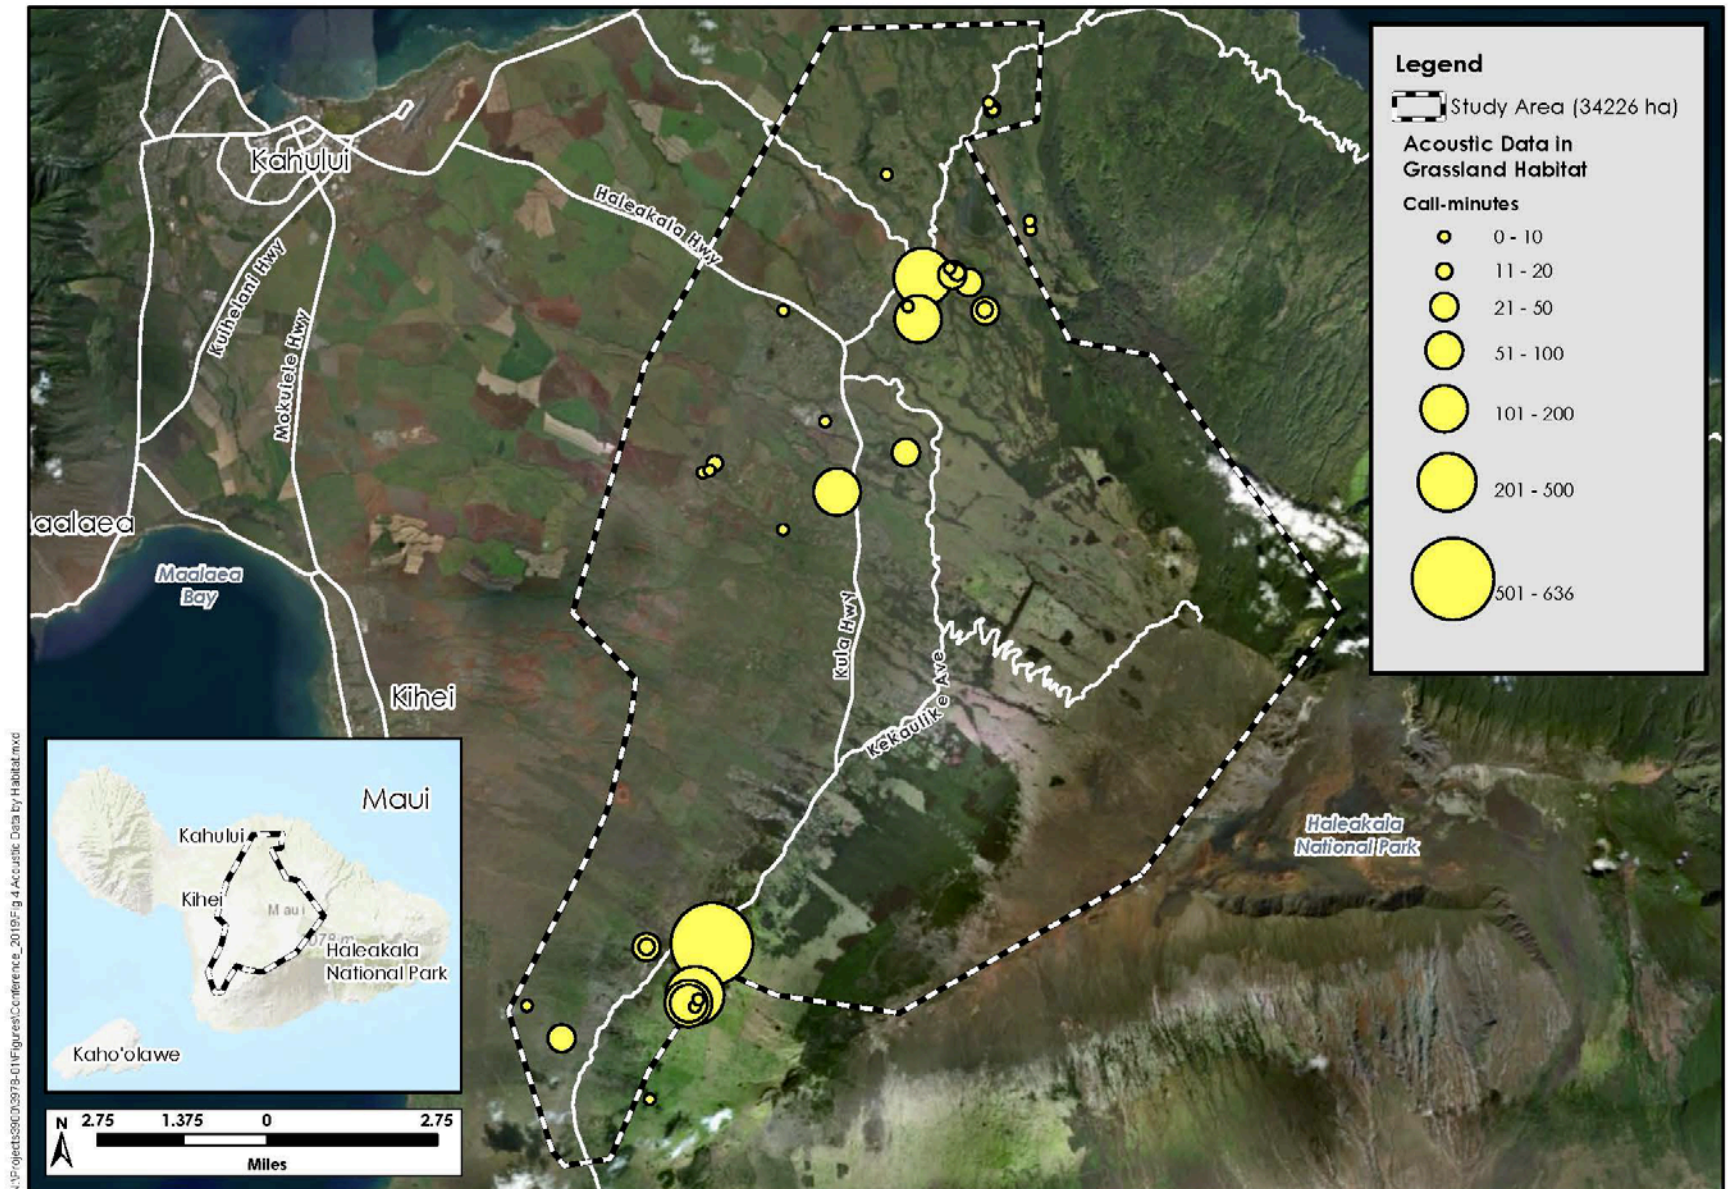 Kahului
Haleakala Hwy
Kuihelani Hwy
Mokulele Hwy
Maalaea
Bay
Kihei
Kula Hwy
Kekaulike Ave
Haleakala
National Park
Legend
Study Area (34226 ha)
Acoustic Data in
Grassland Habitat
Call-minutes
0 - 10
11 - 20
21 - 50
51 - 100
101 - 200
201 - 500
501 - 636
Maui
Kahului
Kihei
Maui
Haleakala
National Park
Kaho'olawe
N
2.75 1.375 0 2.75
Miles